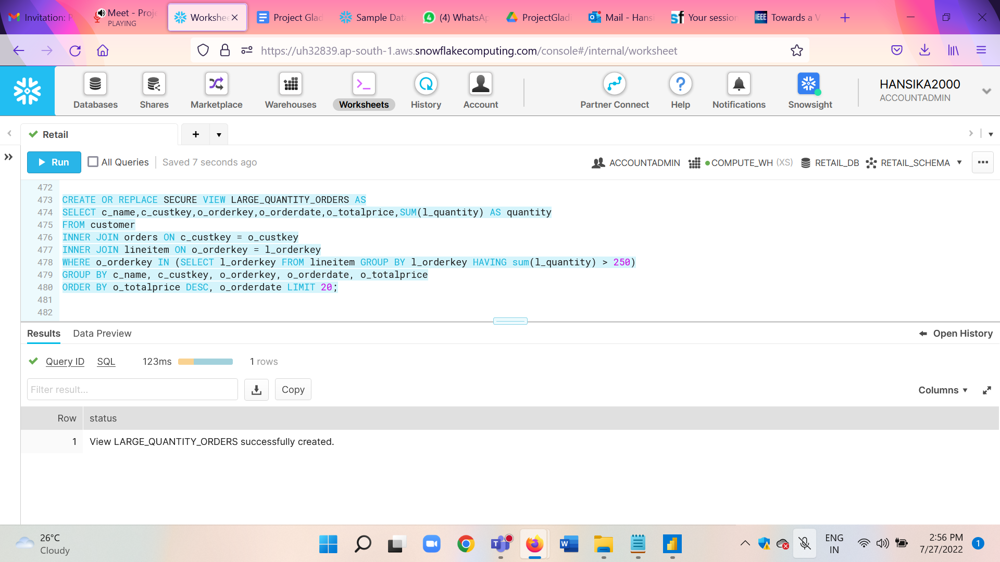 Invitation: P
Meet - Proje
PLAYING
Workshee
Project Glad
Sample Data
(4) WhatsAp
ProjectGladi
Mail - Hansi
Your session
IEEE
Towards a V
https://uh32839.ap-south-1.aws.snowflakecomputing.com/console#/internal/worksheet
Databases
Shares
Marketplace
Warehouses
Worksheets
History
Account
Partner Connect
Help
Notifications
Snowsight
HANSIKA2000
ACCOUNTADMIN
Retail
Run
All Queries
Saved 7 seconds ago
ACCOUNTADMIN
COMPUTE_WH (XS)
RETAIL_DB
RETAIL_SCHEMA
472
473 CREATE OR REPLACE SECURE VIEW LARGE_QUANTITY_ORDERS AS
474 SELECT c_name,c_custkey,o_orderkey,o_orderdate,o_totalprice,SUM(l_quantity) AS quantity
475 FROM customer
476 INNER JOIN orders ON c_custkey = o_custkey
477 INNER JOIN lineitem ON o_orderkey = l_orderkey
478 WHERE o_orderkey IN (SELECT l_orderkey FROM lineitem GROUP BY l_orderkey HAVING sum(l_quantity) > 250)
479 GROUP BY c_name, c_custkey, o_orderkey, o_orderdate, o_totalprice
480 ORDER BY o_totalprice DESC, o_orderdate LIMIT 20;
481
482
Results
Data Preview
Open History
Query ID
SQL
123ms
1 rows
Filter result...
Copy
Columns
Row status
1 View LARGE_QUANTITY_ORDERS successfully created.
26°C
Cloudy
ENG
IN
2:56 PM
7/27/2022
1